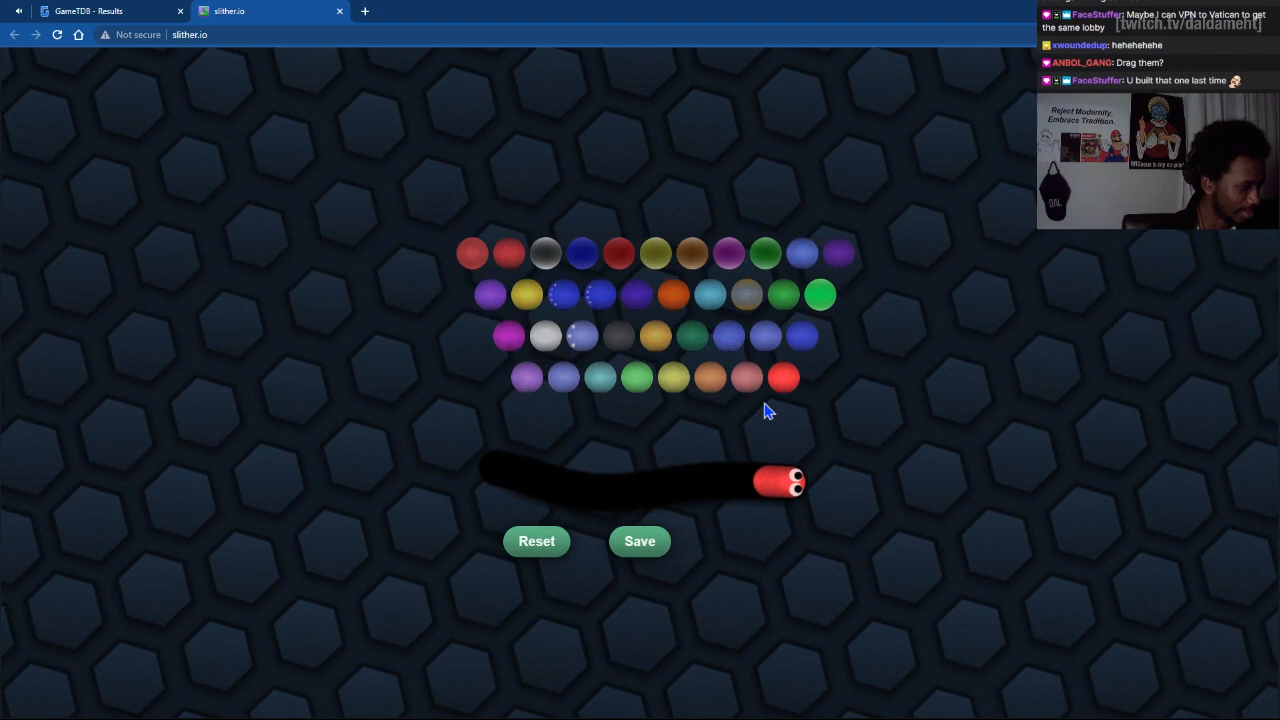 GameTDB - Results
slither.io
Not secure
slither.io
FaceStuffer: Maybe I can VPN to Vatican to get
the same lobby
[twitch.tv/daldament]
xwoundedup: hehehehehe
ANBOL_GANG: Drag them?
FaceStuffer: U built that one last time
Reject Modernity,
Embrace Tradition.
Reset
Save